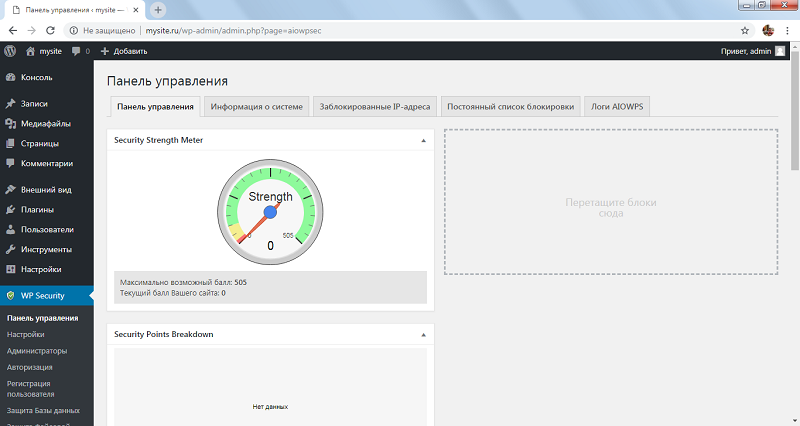 Панель управления ‹ mysite —
Не защищено | mysite.ru/wp-admin/admin.php?page=aiowpsec
mysite 0 Добавить Привет, admin
Консоль
Записи
Медиафайлы
Страницы
Комментарии
Внешний вид
Плагины
Пользователи
Инструменты
Настройки
WP Security
Панель управления
Настройки
Администраторы
Авторизация
Регистрация
пользователя
Защита Базы данных
Защита Файловой
Панель управления
Панель управления Информация о системе Заблокированные IP-адреса Постоянный список блокировки Логи AIOWPS
Security Strength Meter
Strength
0 505
0
Максимально возможный балл: 505
Текущий балл Вашего сайта: 0
Security Points Breakdown
Нет данных
Перетащите блоки
сюда